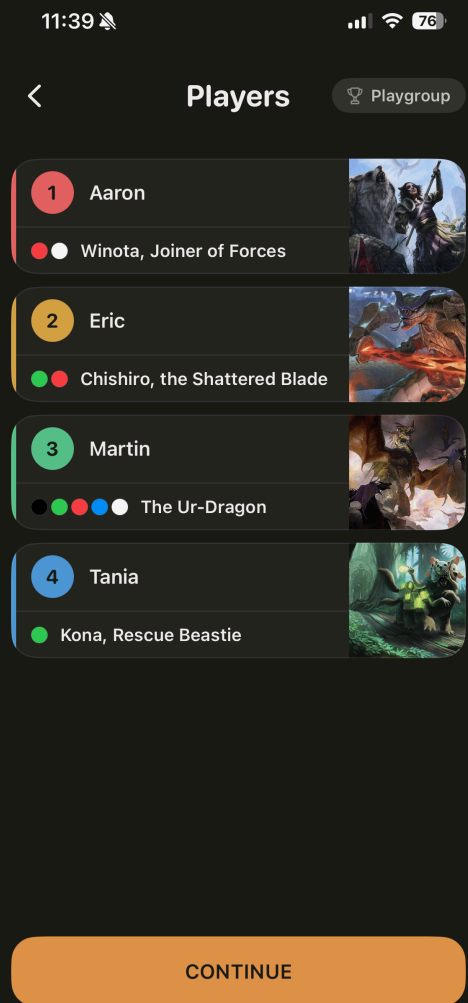 11:39
76
Players
Playgroup
1
Aaron
Winota, Joiner of Forces
2
Eric
Chishiro, the Shattered Blade
3
Martin
The Ur-Dragon
4
Tania
Kona, Rescue Beastie
CONTINUE